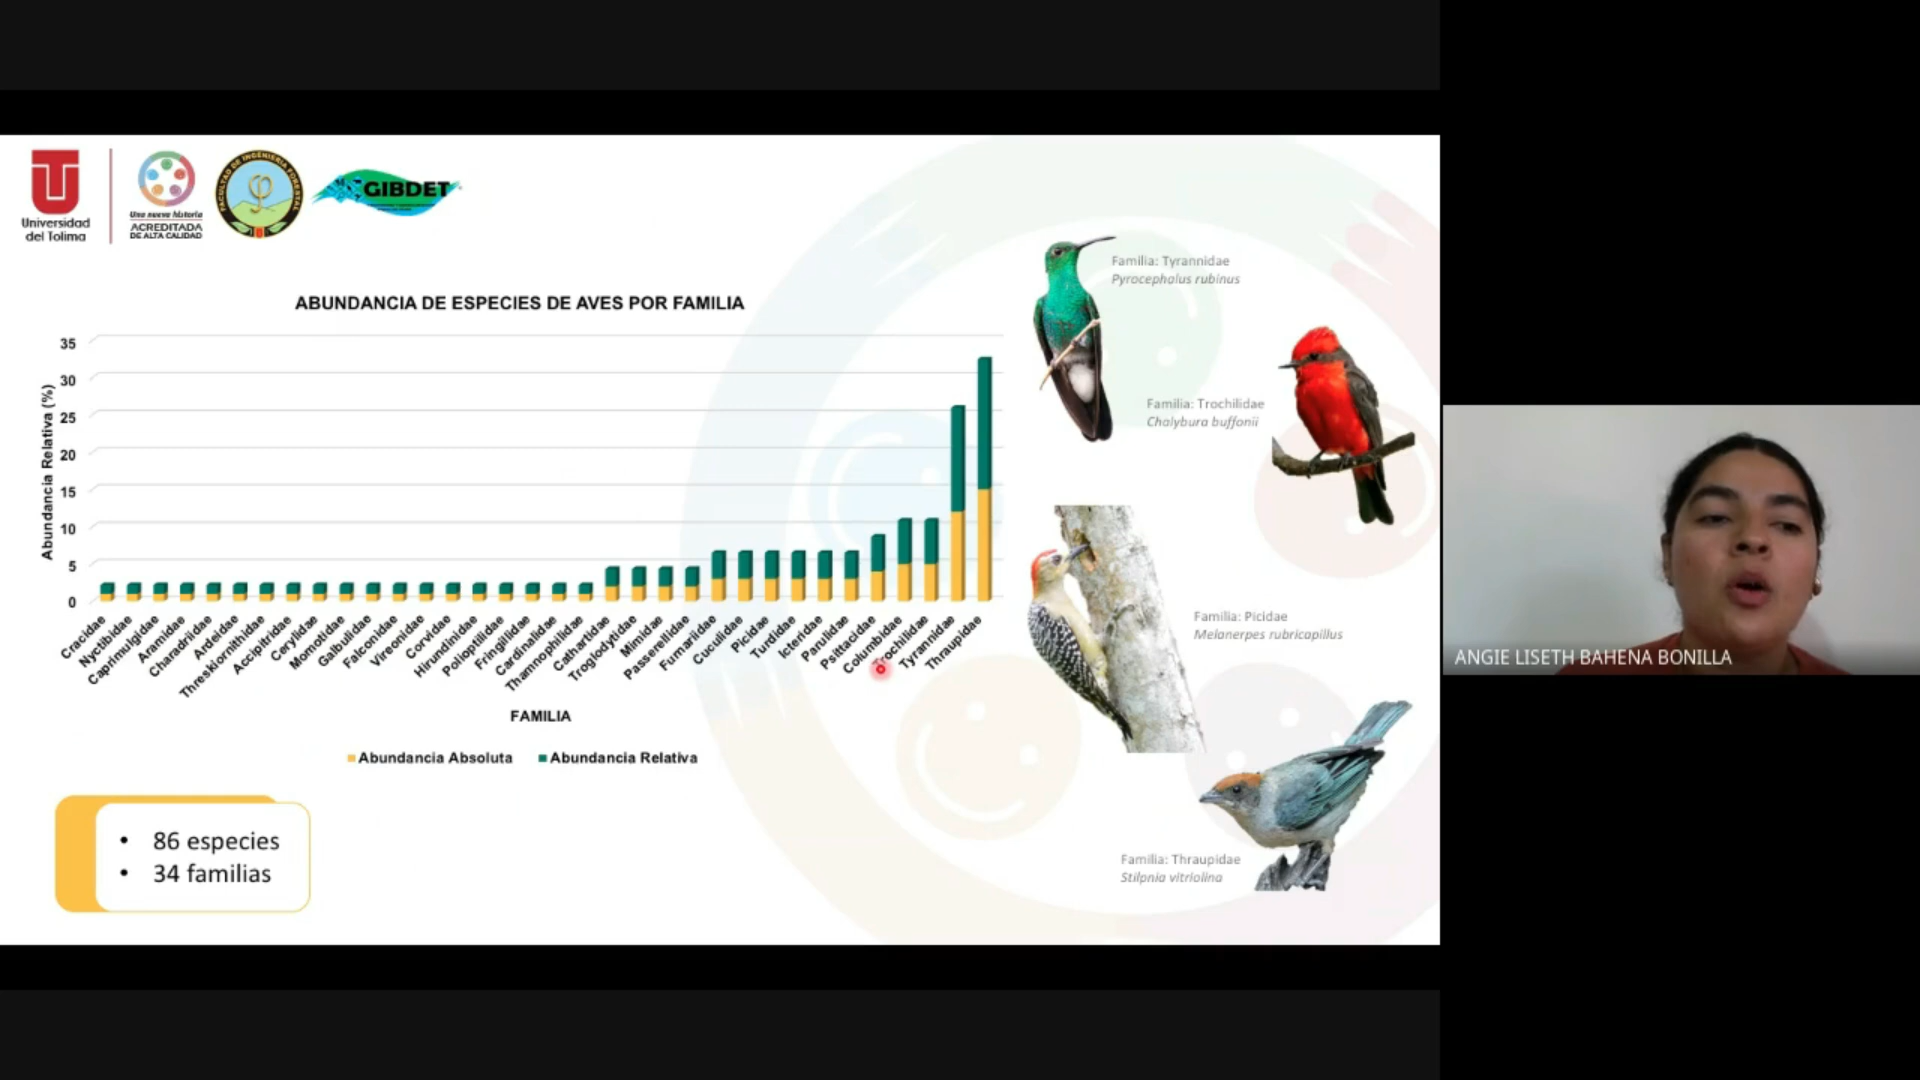 Universidad
del Tolima
Una nueva historia
ACREDITADA
DE ALTA CALIDAD
FACULTAD DE INGENIERIA FORESTAL
GIBDET
ABUNDANCIA DE ESPECIES DE AVES POR FAMILIA
Abundancia Relativa (%)
35
30
25
20
15
10
5
0
Cracidae
Nyctibidae
Caprimulgidae
Aramidae
Charadriidae
Ardeidae
Threskiornithidae
Accipitridae
Cerylidae
Momotidae
Galbulidae
Falconidae
Vireonidae
Corvidae
Hirundinidae
Polioptilidae
Fringillidae
Cardinalidae
Thamnophilidae
Cathartidae
Troglodytidae
Mimidae
Passerellidae
Furnariidae
Cuculidae
Picidae
Turdidae
Icteridae
Parulidae
Psittacidae
Columbidae
Trochilidae
Tyrannidae
Thraupidae
FAMILIA
Abundancia Absoluta
Abundancia Relativa
• 86 especies
• 34 familias
Familia: Tyrannidae
Pyrocephalus rubinus
Familia: Trochilidae
Chalybura buffonii
Familia: Picidae
Melanerpes rubricapillus
Familia: Thraupidae
Stilpnia vitriolina
ANGIE LISETH BAHENA BONILLA